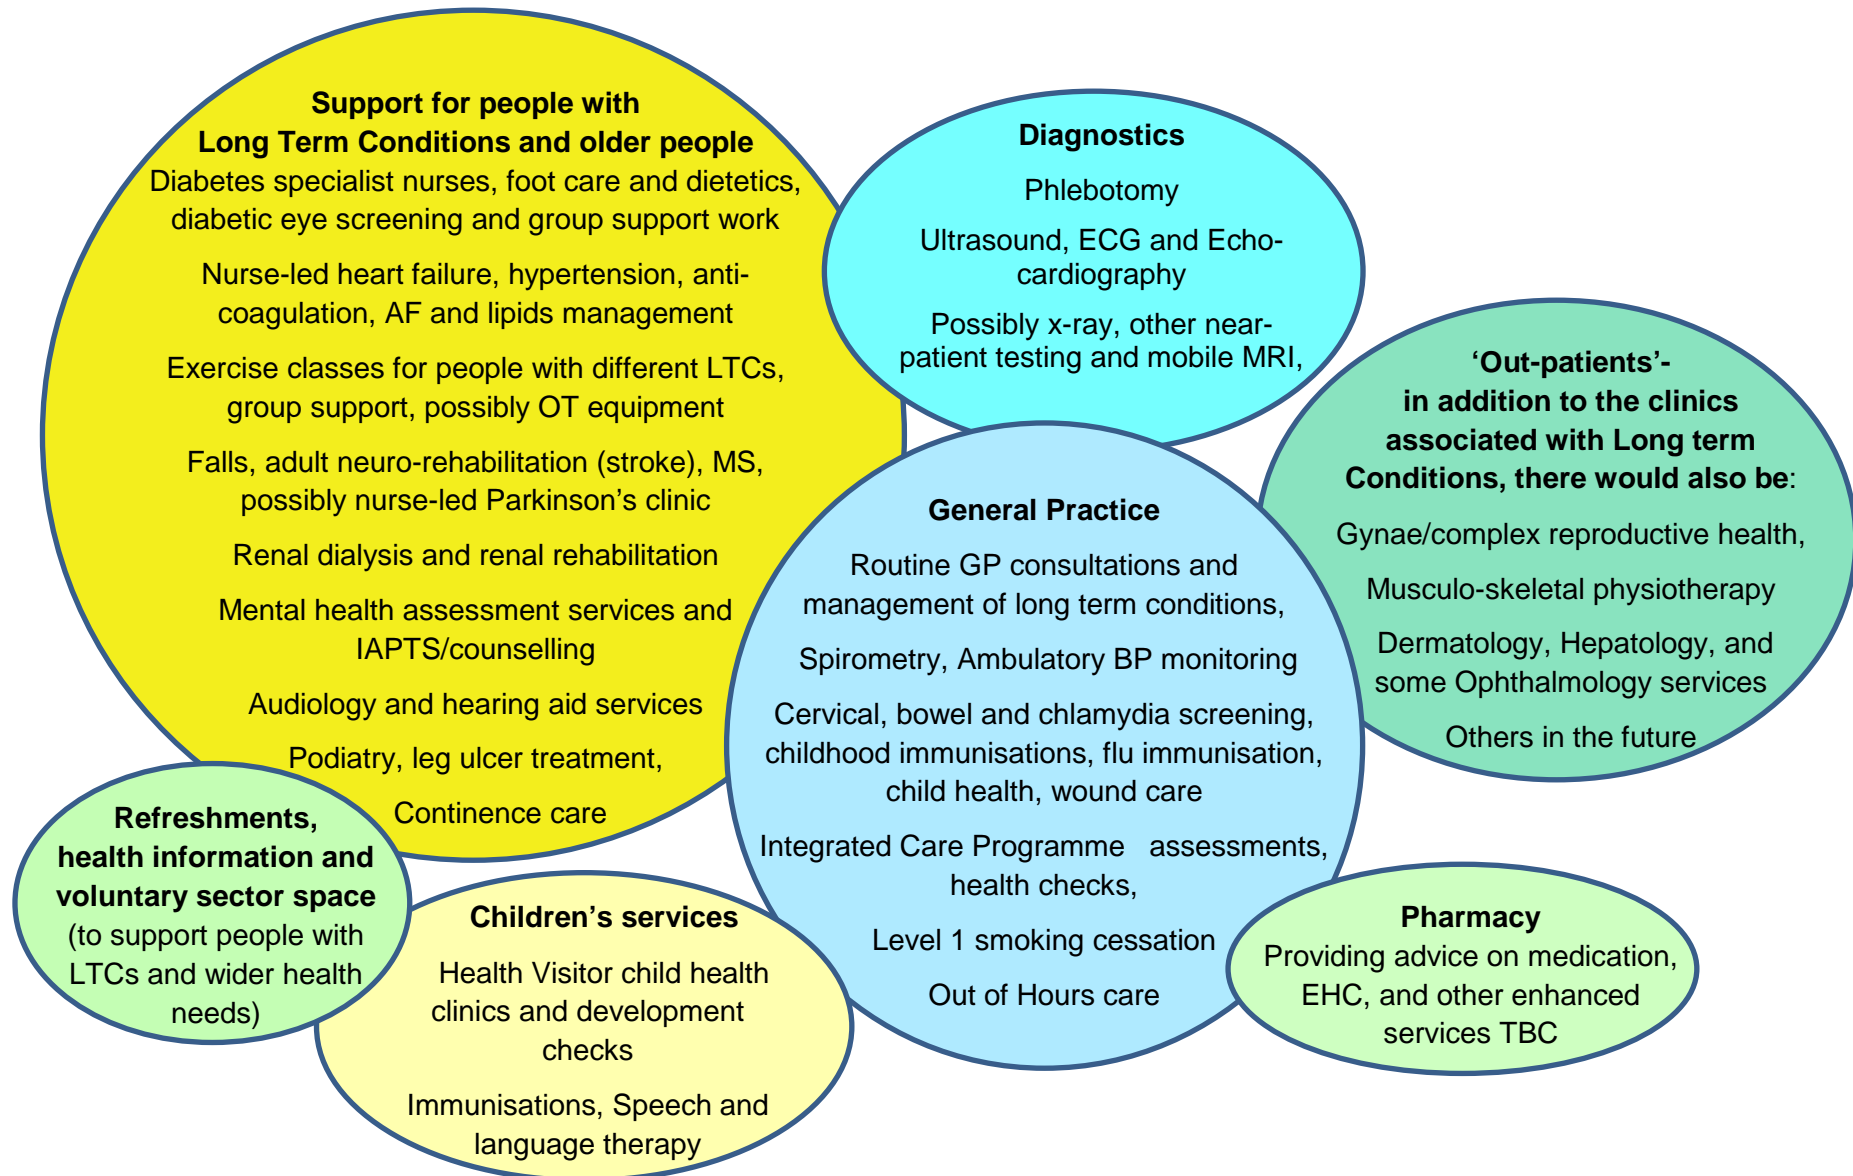 Support for people with
Long Term Conditions and older people
Diabetes specialist nurses, foot care and dietetics,
diabetic eye screening and group support work
Nurse-led heart failure, hypertension, anti-
coagulation, AF and lipids management
Exercise classes for people with different LTCs,
group support, possibly OT equipment
Falls, adult neuro-rehabilitation (stroke), MS,
possibly nurse-led Parkinson’s clinic
Renal dialysis and renal rehabilitation
Mental health assessment services and
IAPTS/counselling
Audiology and hearing aid services
Podiatry, leg ulcer treatment,
Continence care
Diagnostics
Phlebotomy
Ultrasound, ECG and Echo-
cardiography
Possibly x-ray, other near-
patient testing and mobile MRI,
‘Out-patients’-
in addition to the clinics
associated with Long term
Conditions, there would also be:
Gynae/complex reproductive health,
Musculo-skeletal physiotherapy
Dermatology, Hepatology, and
some Ophthalmology services
Others in the future
General Practice
Routine GP consultations and
management of long term conditions,
Spirometry, Ambulatory BP monitoring
Cervical, bowel and chlamydia screening,
childhood immunisations, flu immunisation,
child health, wound care
Integrated Care Programme   assessments,
health checks,
Level 1 smoking cessation
Out of Hours care
Refreshments,
health information and
voluntary sector space
(to support people with
LTCs and wider health
needs)
Children’s services
Health Visitor child health
clinics and development
checks
Immunisations, Speech and
language therapy
Pharmacy
Providing advice on medication,
EHC, and other enhanced
services TBC